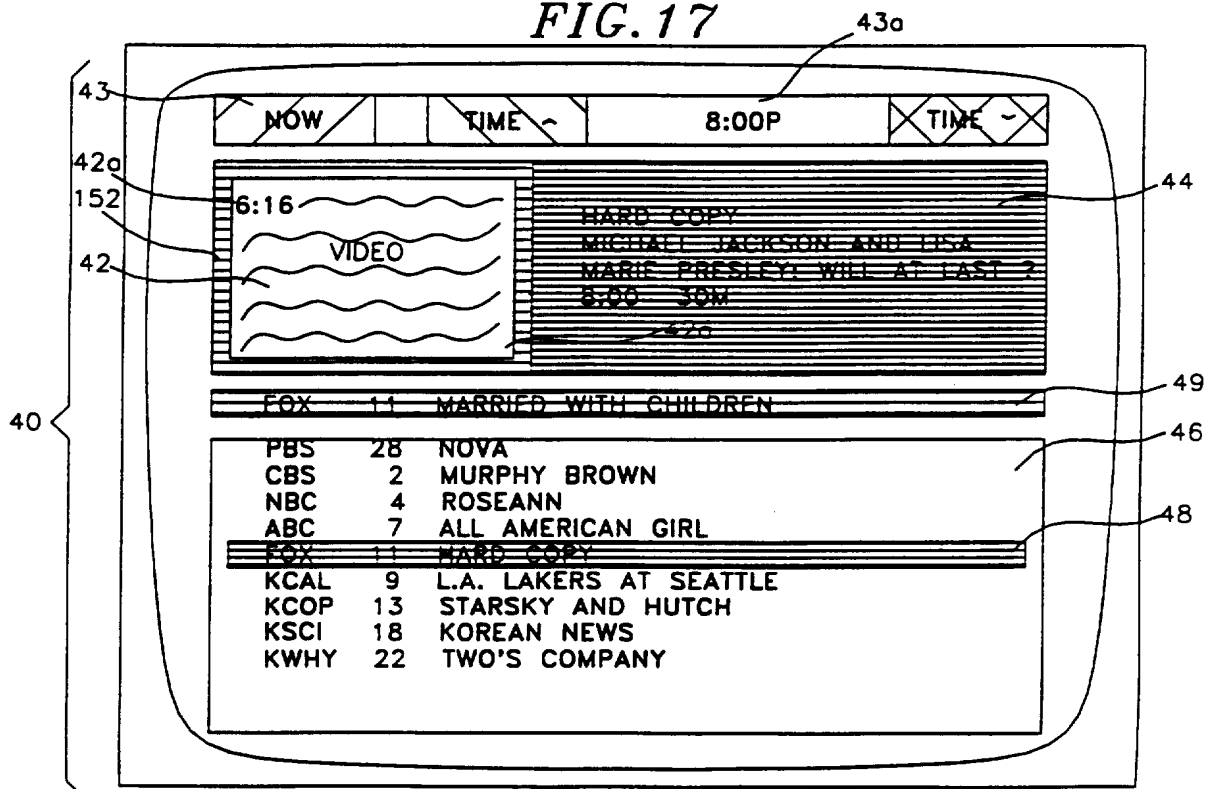 FIG. 17
43a
43 NOW TIME ~ 8:00P TIME ~
42a
152
6:16
44
HARD COPY
VIDEO
MICHAEL JACKSON AND LISA
42
MARIE PRESLEY: WILL AT LAST ?
8:00 30M
42a
49
FOX 11 MARRIED WITH CHILDREN
40
46
PBS 28 NOVA
CBS 2 MURPHY BROWN
NBC 4 ROSEANN
ABC 7 ALL AMERICAN GIRL
48
FOX 11 HARD COPY
KCAL 9 L.A. LAKERS AT SEATTLE
KCOP 13 STARSKY AND HUTCH
KSCI 18 KOREAN NEWS
KWHY 22 TWO'S COMPANY